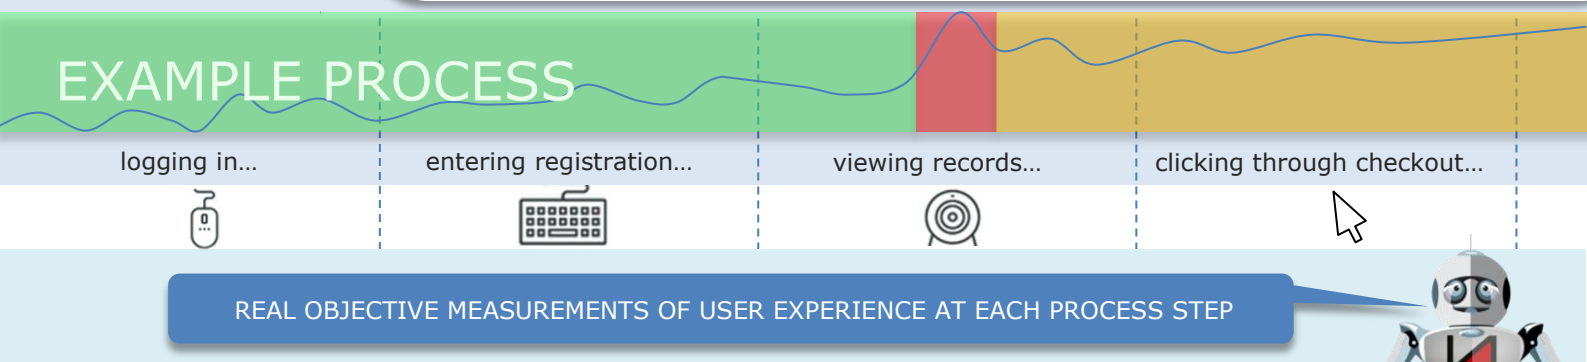 EXAMPLE PROCESS
logging in…
entering registration…
viewing records…
clicking through checkout…
REAL OBJECTIVE MEASUREMENTS OF USER EXPERIENCE AT EACH PROCESS STEP